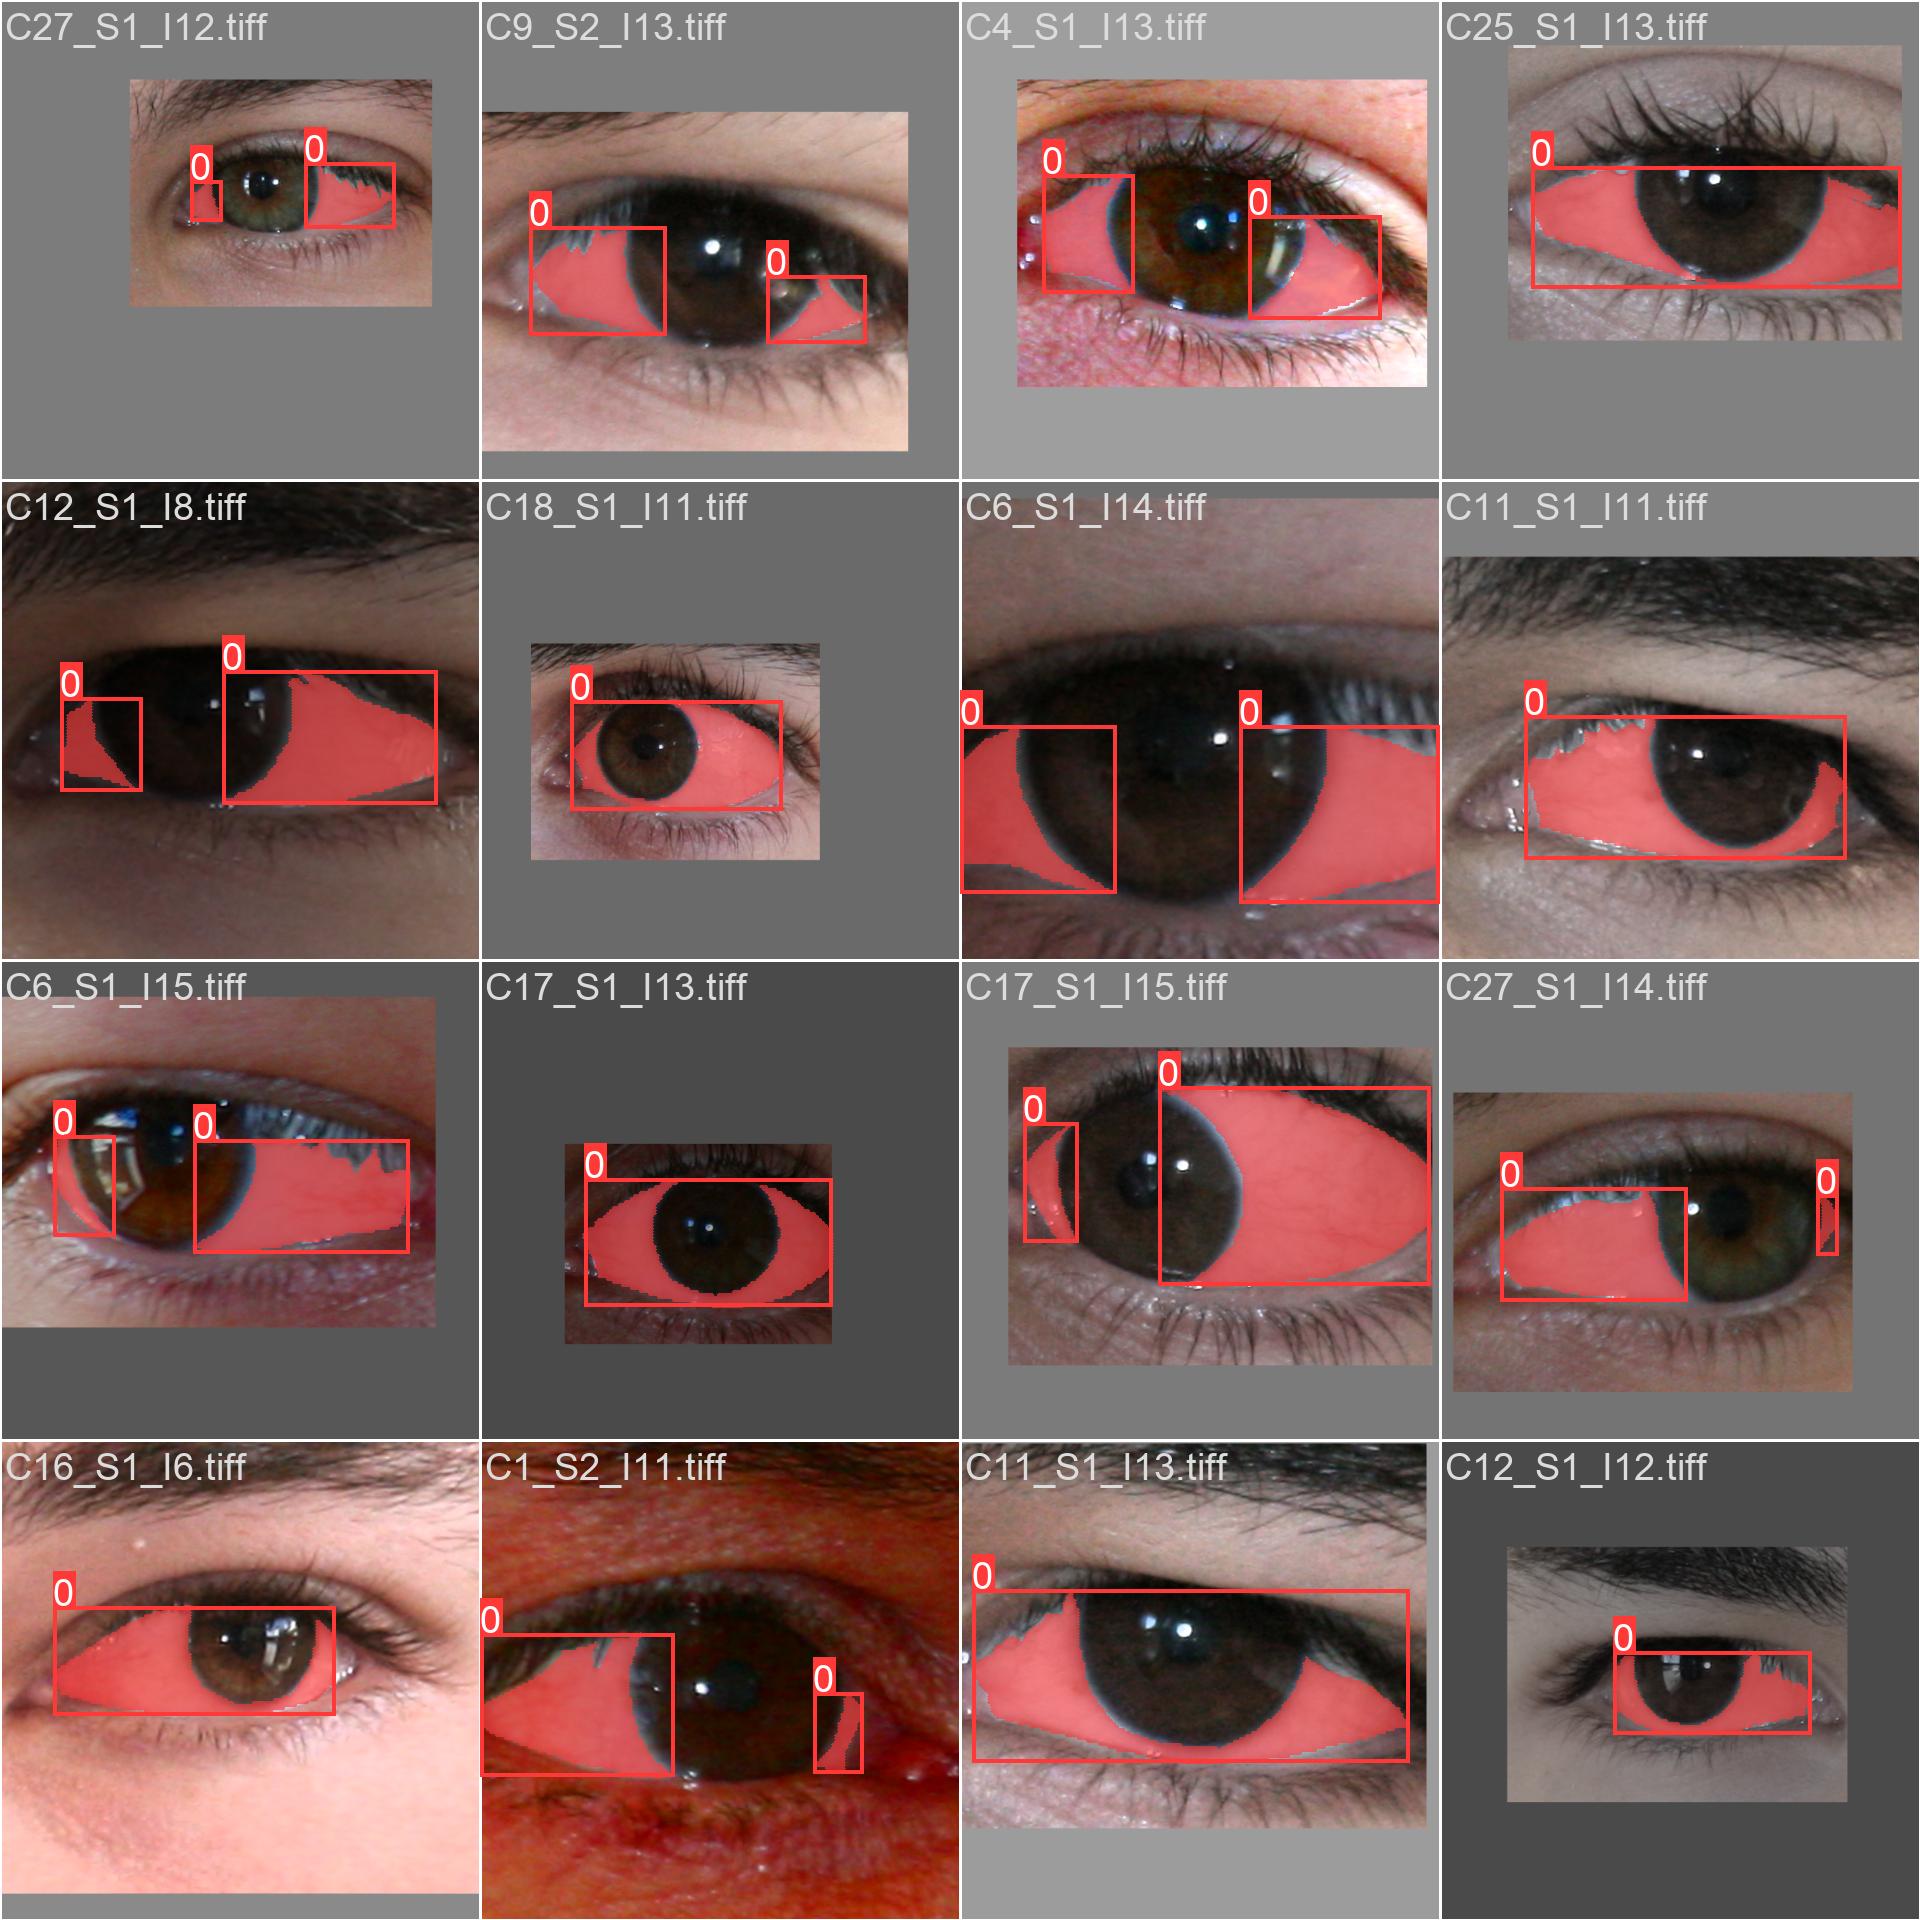 C27_S1_I12.tiff
C9_S2_I13.tiff
C4_S1_I13.tiff
C25_S1_I13.tiff
0
0
0
0
0
0
0
C12_S1_I8.tiff
C18_S1_I11.tiff
C6_S1_I14.tiff
C11_S1_I11.tiff
0
0
0
0
0
0
C6_S1_I15.tiff
C17_S1_I13.tiff
C17_S1_I15.tiff
C27_S1_I14.tiff
0
0
0
0
0
0
0
C16_S1_I6.tiff
C1_S2_I11.tiff
C11_S1_I13.tiff
C12_S1_I12.tiff
0
0
0
0
0